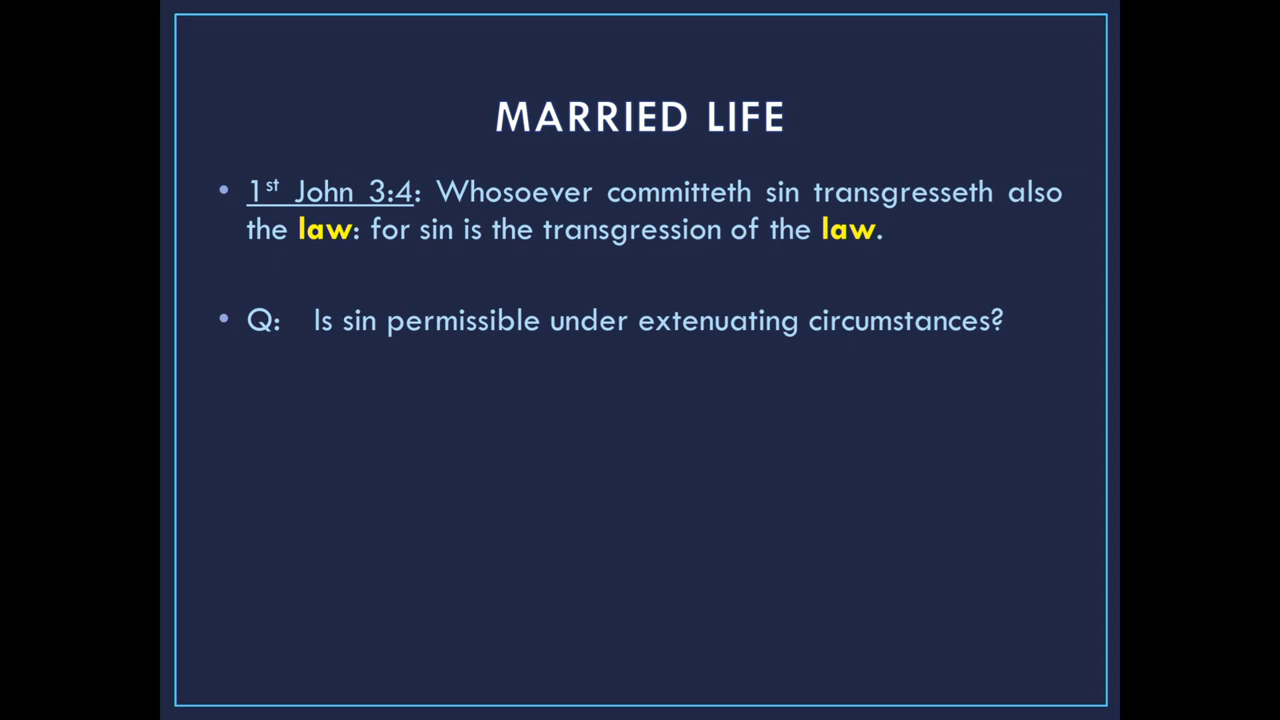 MARRIED LIFE
• 1st John 3:4: Whosoever committeth sin transgresseth also
the law: for sin is the transgression of the law.
• Q: Is sin permissible under extenuating circumstances?